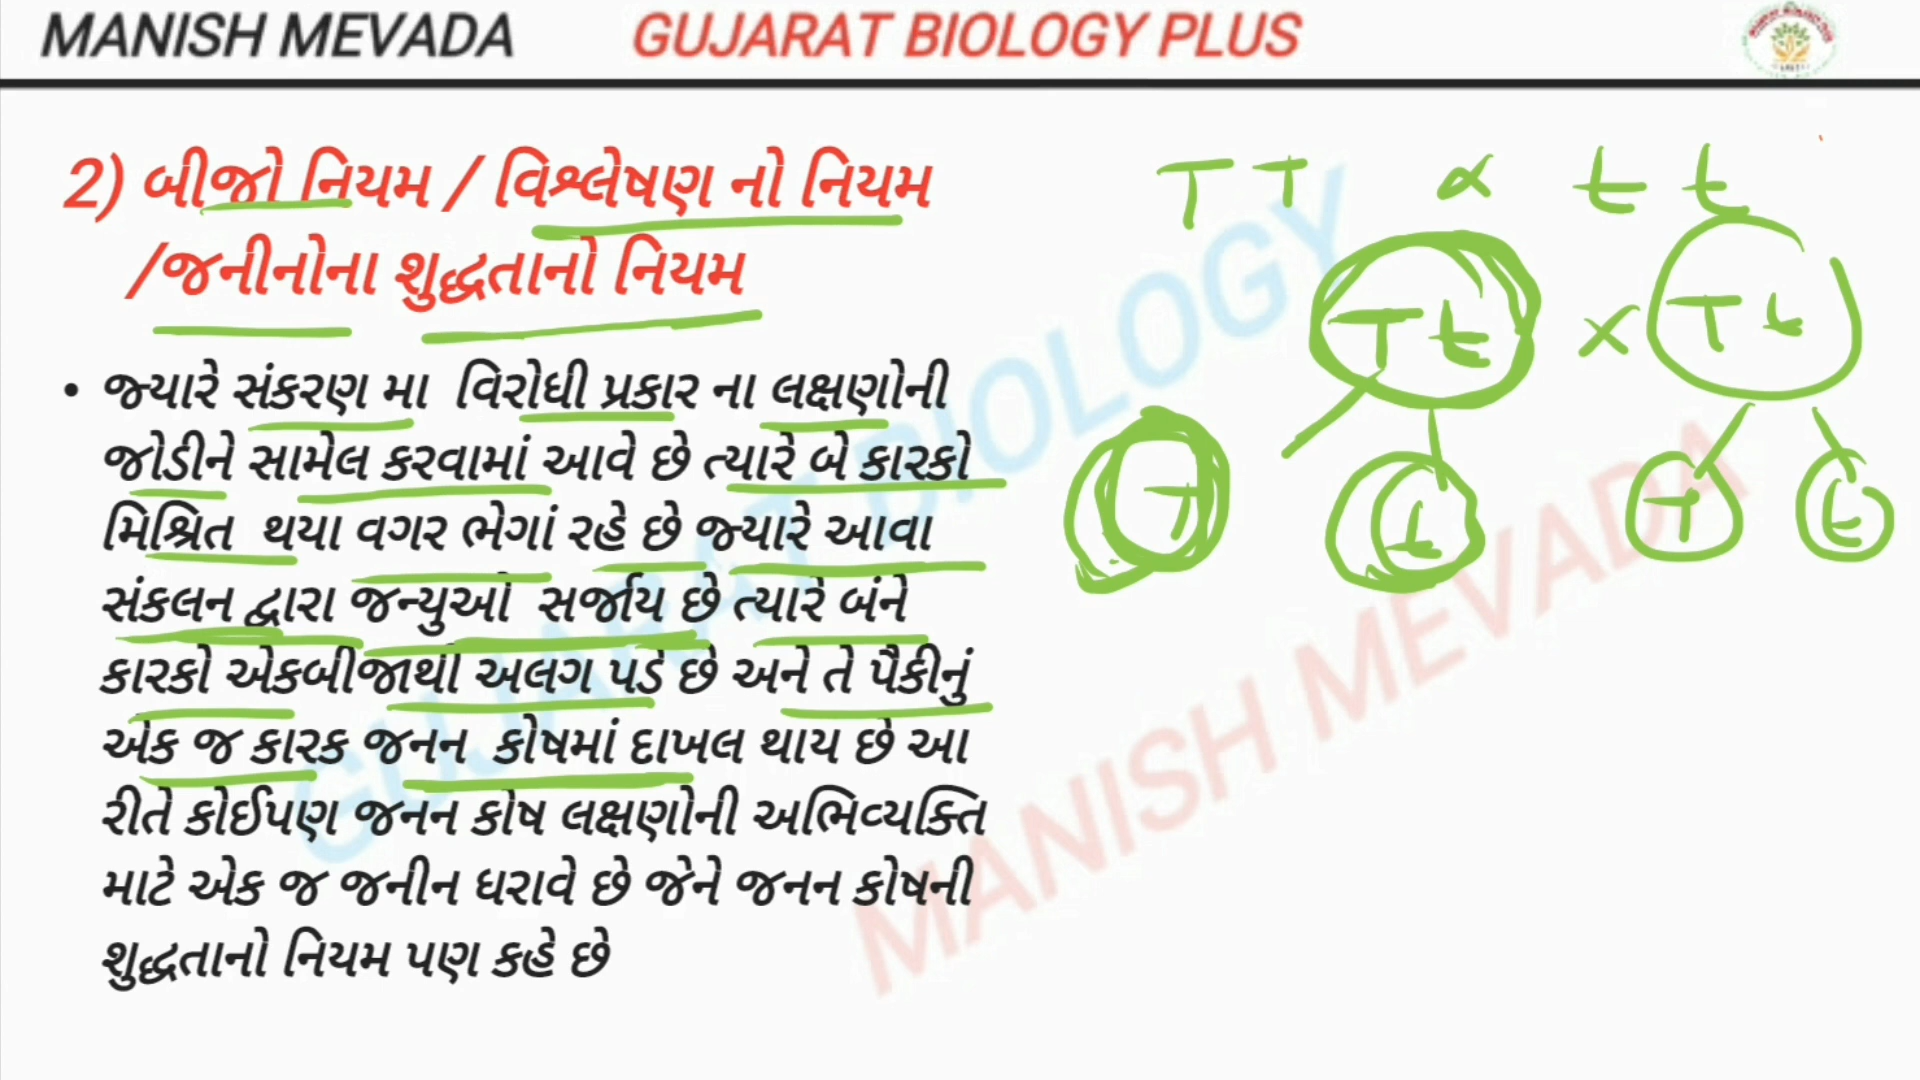 MANISH MEVADA GUJARAT BIOLOGY PLUS
2) બીજો નિયમ / વિશ્લેષણ નો નિયમ
/જનીનોના શુદ્ધતાનો નિયમ
• જ્યારે સંકરણ મા વિરોધી પ્રકાર ના લક્ષણોની
જોડીને સામેલ કરવામાં આવે છે ત્યારે બે કારકો
મિશ્રિત થયા વગર ભેગાં રહે છે જ્યારે આવા
સંકલન દ્વારા જન્યુઓ સર્જાય છે ત્યારે બંને
કારકો એકબીજાથી અલગ પડે છે અને તે પૈકીનું
એક જ કારક જનન કોષમાં દાખલ થાય છે આ
રીતે કોઈપણ જનન કોષ લક્ષણોની અભિવ્યક્તિ
માટે એક જ જનીન ધરાવે છે જેને જનન કોષની
શુદ્ધતાનો નિયમ પણ કહે છે
TT x tt
Tt x Tt
T t T t
GUJARAT BIOLOGY
MANISH MEVADA